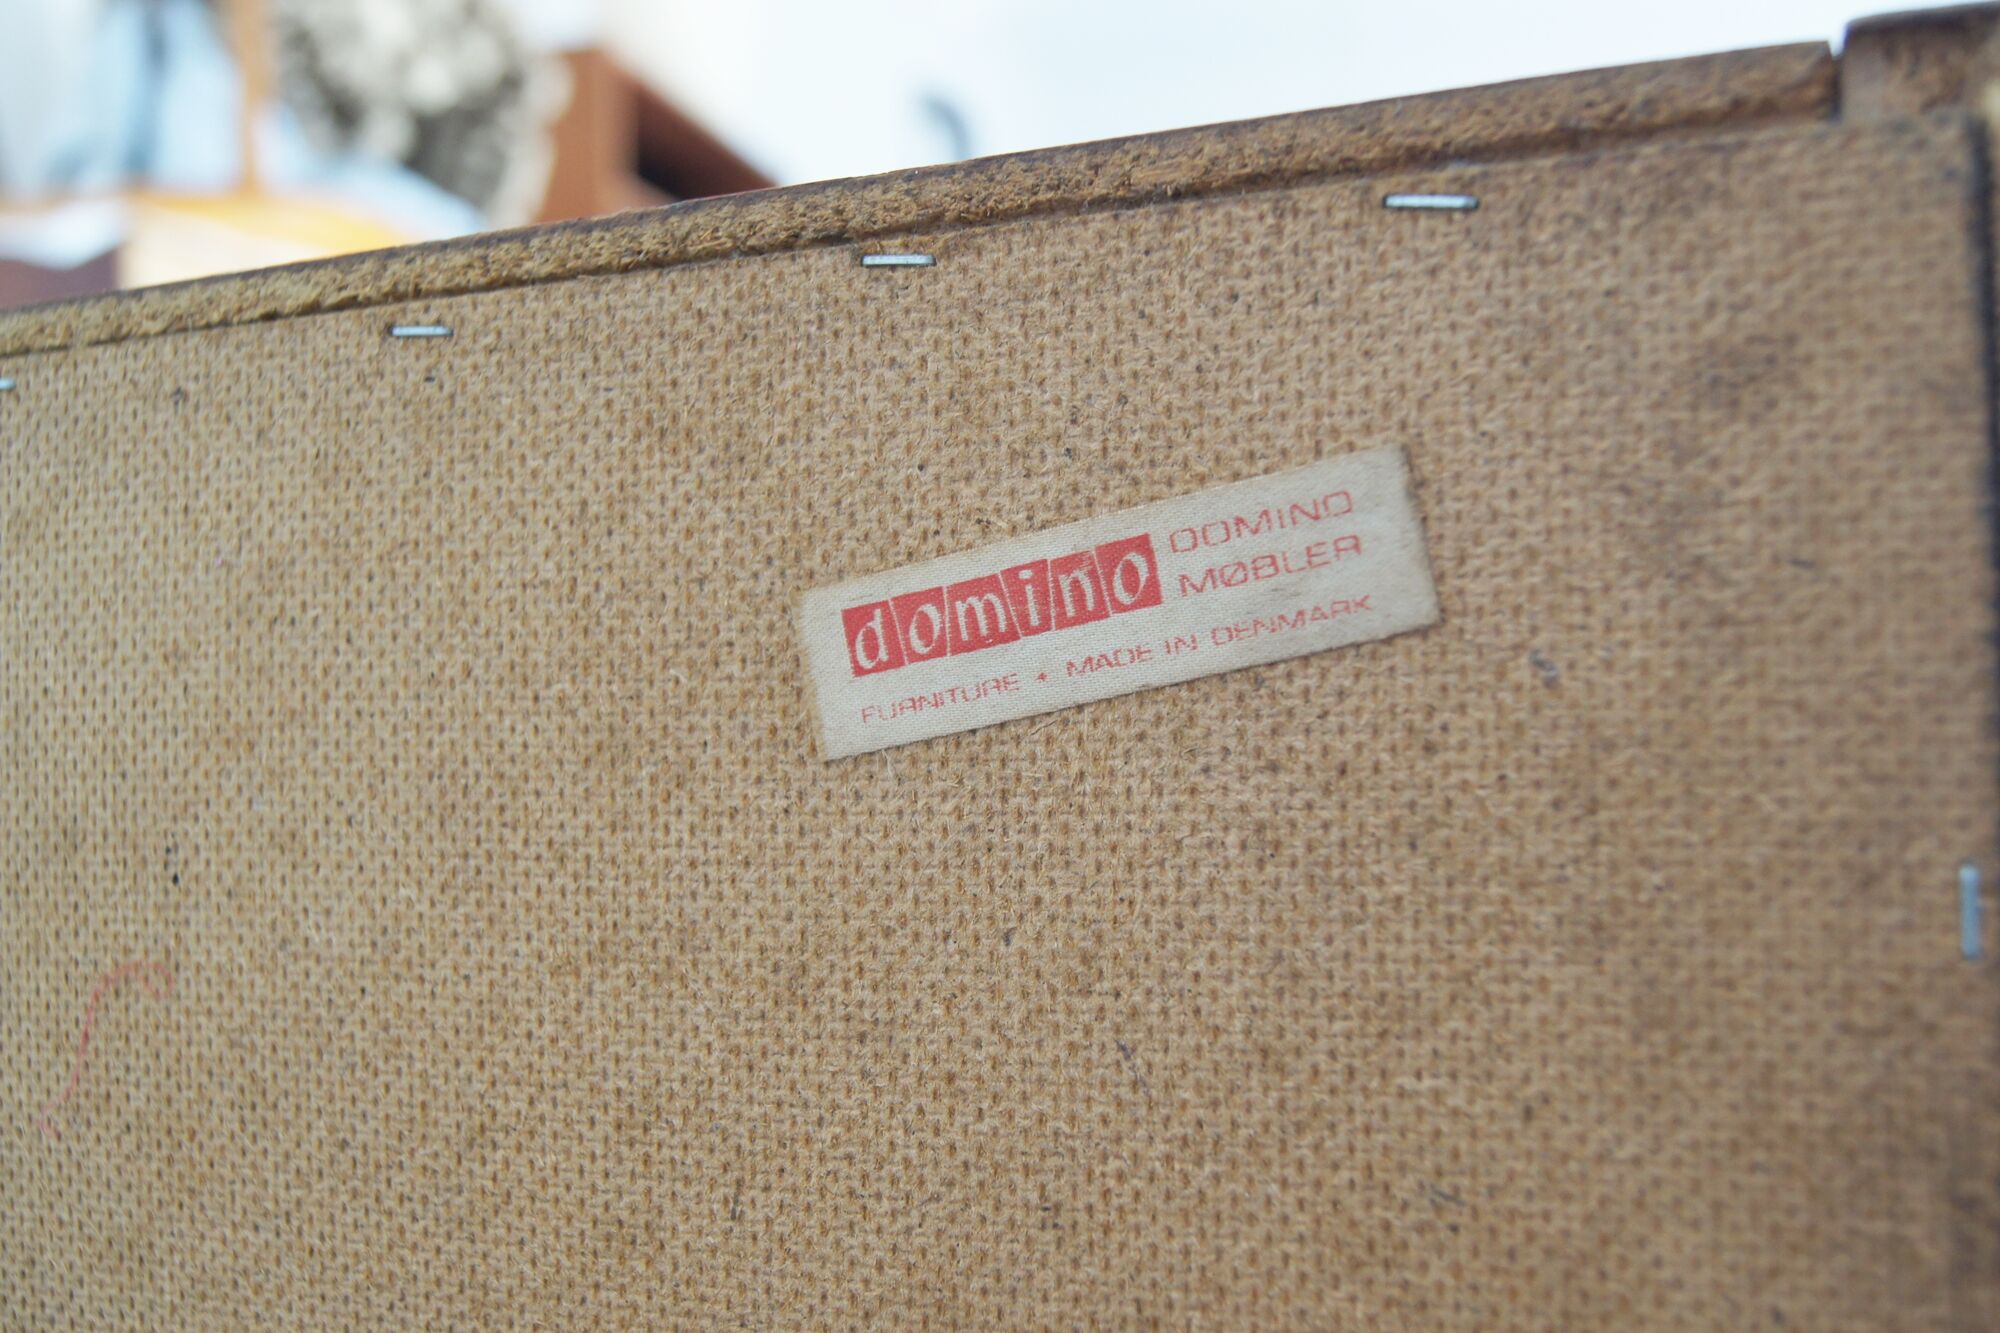 domino
DOMINO
MØBLER
FURNITURE • MADE IN DENMARK